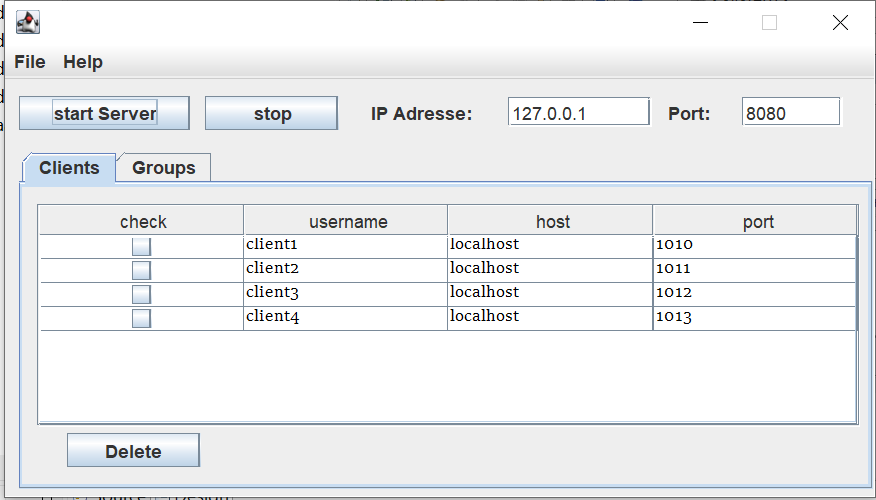 File Help
start Server stop IP Adresse: 127.0.0.1 Port: 8080
Clients Groups
check username host port
client1 localhost 1010
client2 localhost 1011
client3 localhost 1012
client4 localhost 1013
Delete